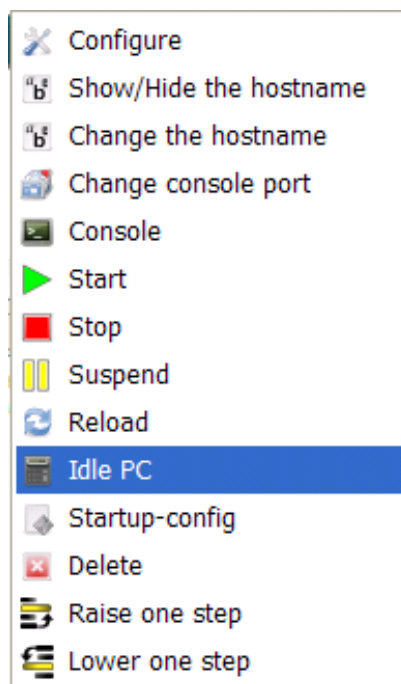 Configure
Show/Hide the hostname
Change the hostname
Change console port
Console
Start
Stop
Suspend
Reload
Idle PC
Startup-config
Delete
Raise one step
Lower one step